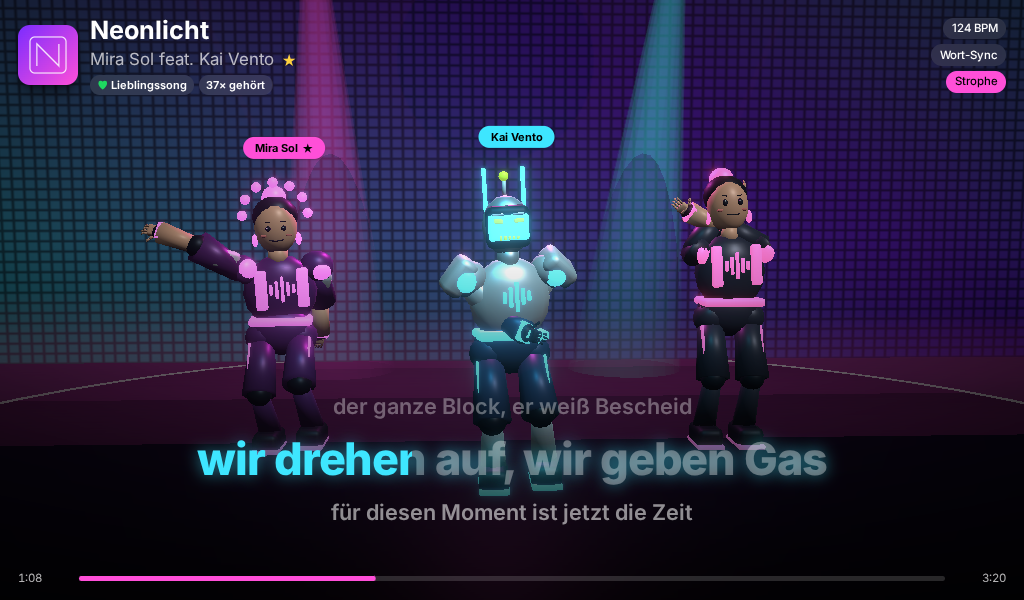 Neonlicht
Mira Sol feat. Kai Vento ★
Lieblingssong
37× gehört
124 BPM
Wort-Sync
Strophe
N
Mira Sol ★
Kai Vento
der ganze Block, er weiß Bescheid
wir drehen auf, wir geben Gas
für diesen Moment ist jetzt die Zeit
1:08
3:20